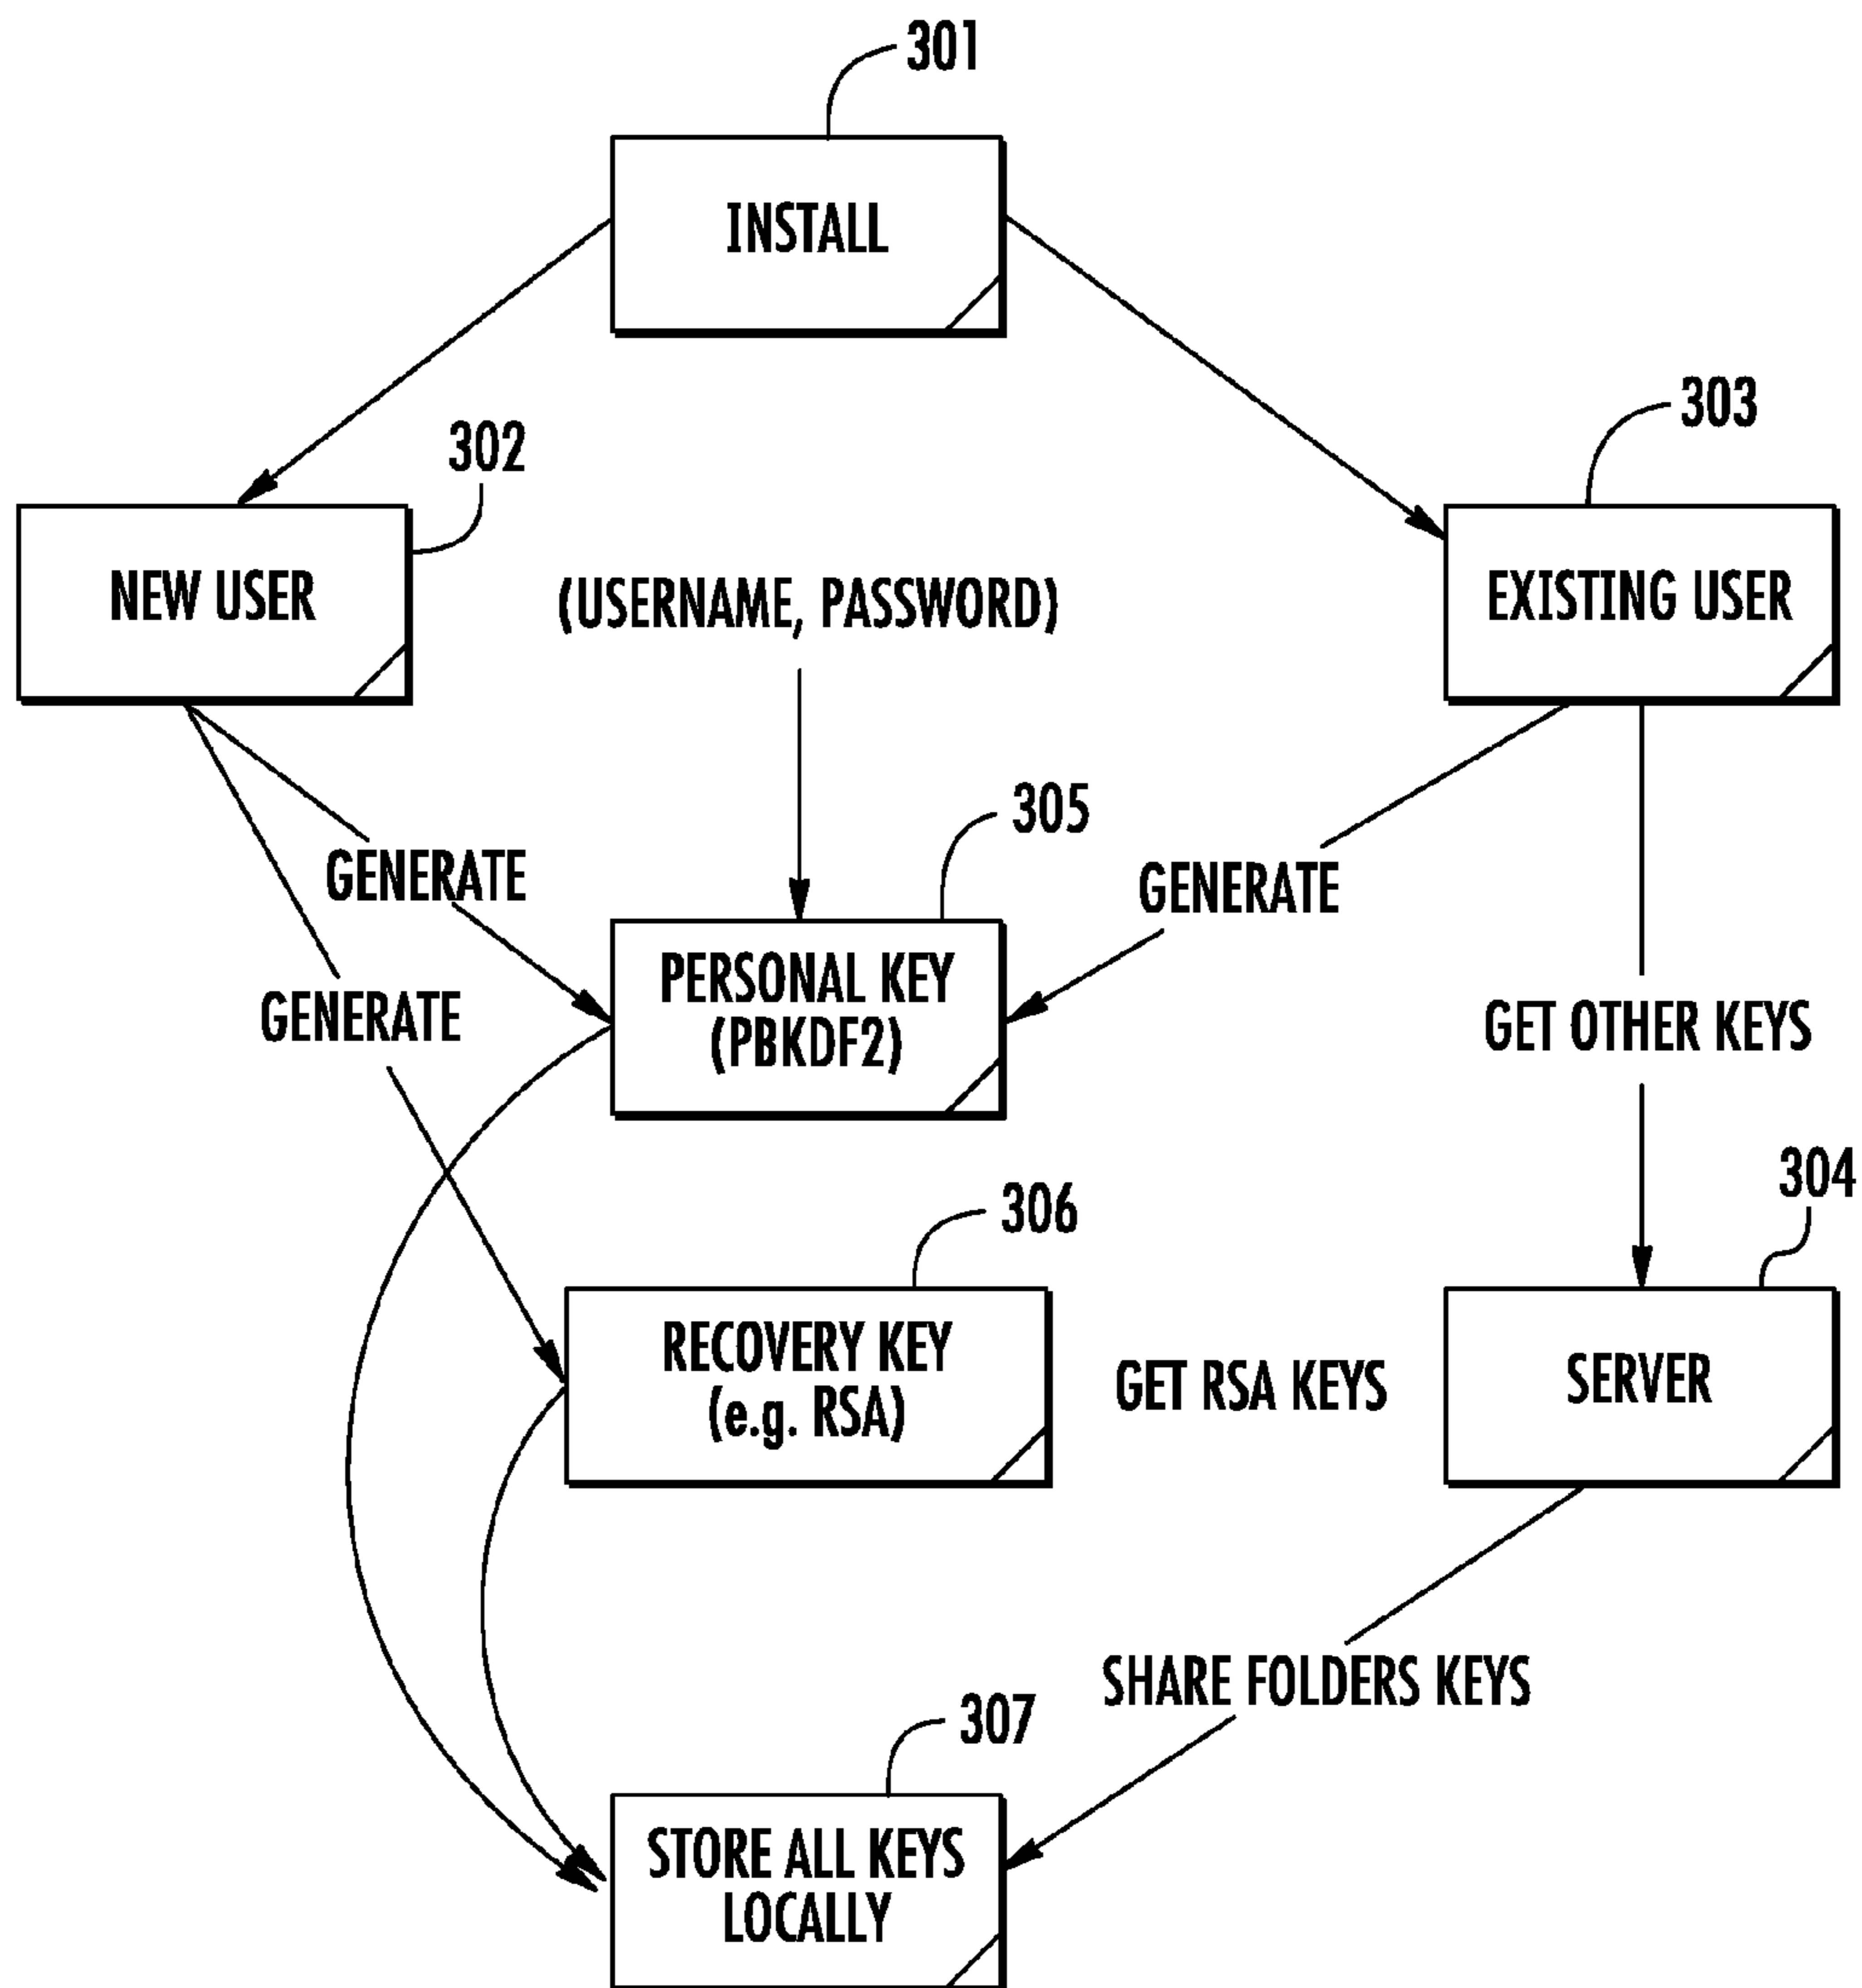 301
INSTALL
302
303
NEW USER
(USERNAME, PASSWORD)
EXISTING USER
305
GENERATE
GENERATE
PERSONAL KEY
(PBKDF2)
GENERATE
GET OTHER KEYS
304
306
RECOVERY KEY
(e.g. RSA)
GET RSA KEYS
SERVER
SHARE FOLDERS KEYS
307
STORE ALL KEYS
LOCALLY